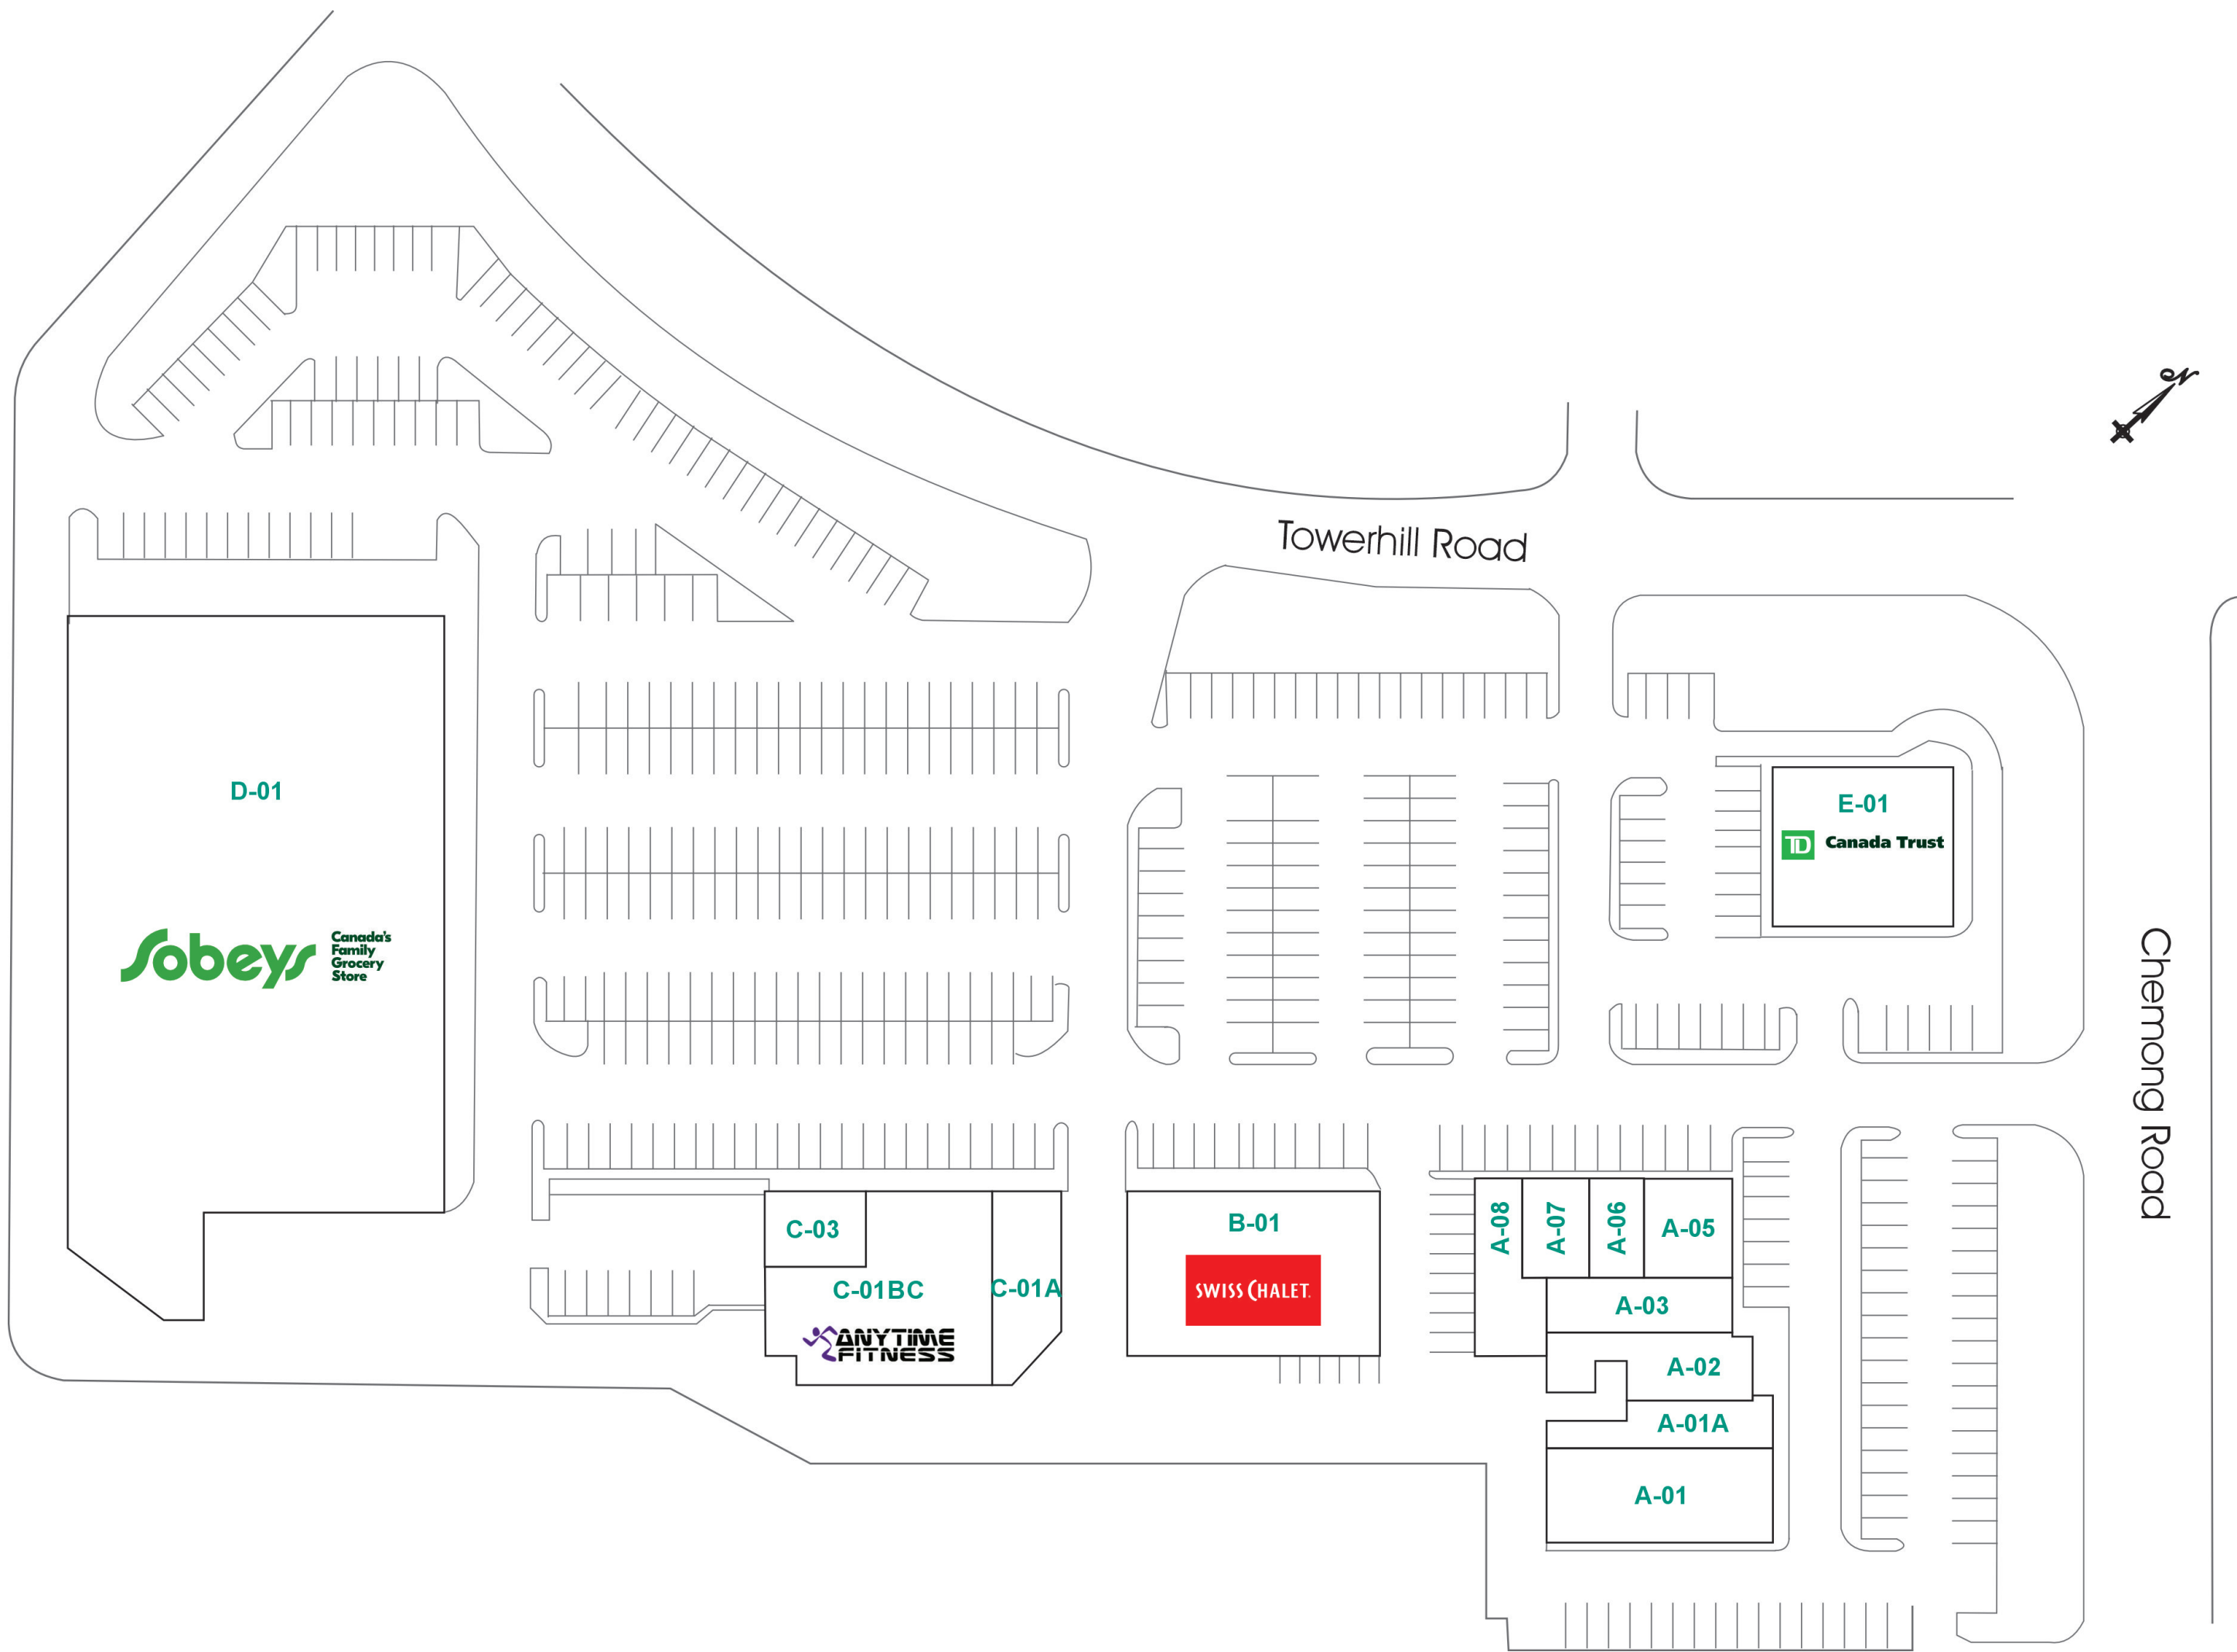 N
Towerhill Road
D-01
Sobeys
Canada's
Family
Grocery
Store
E-01
TD Canada Trust
Chemong Road
C-03
C-01BC
C-01A
ANYTIME
FITNESS
B-01
SWISS CHALET.
A-08
A-07
A-06
A-05
A-03
A-02
A-01A
A-01